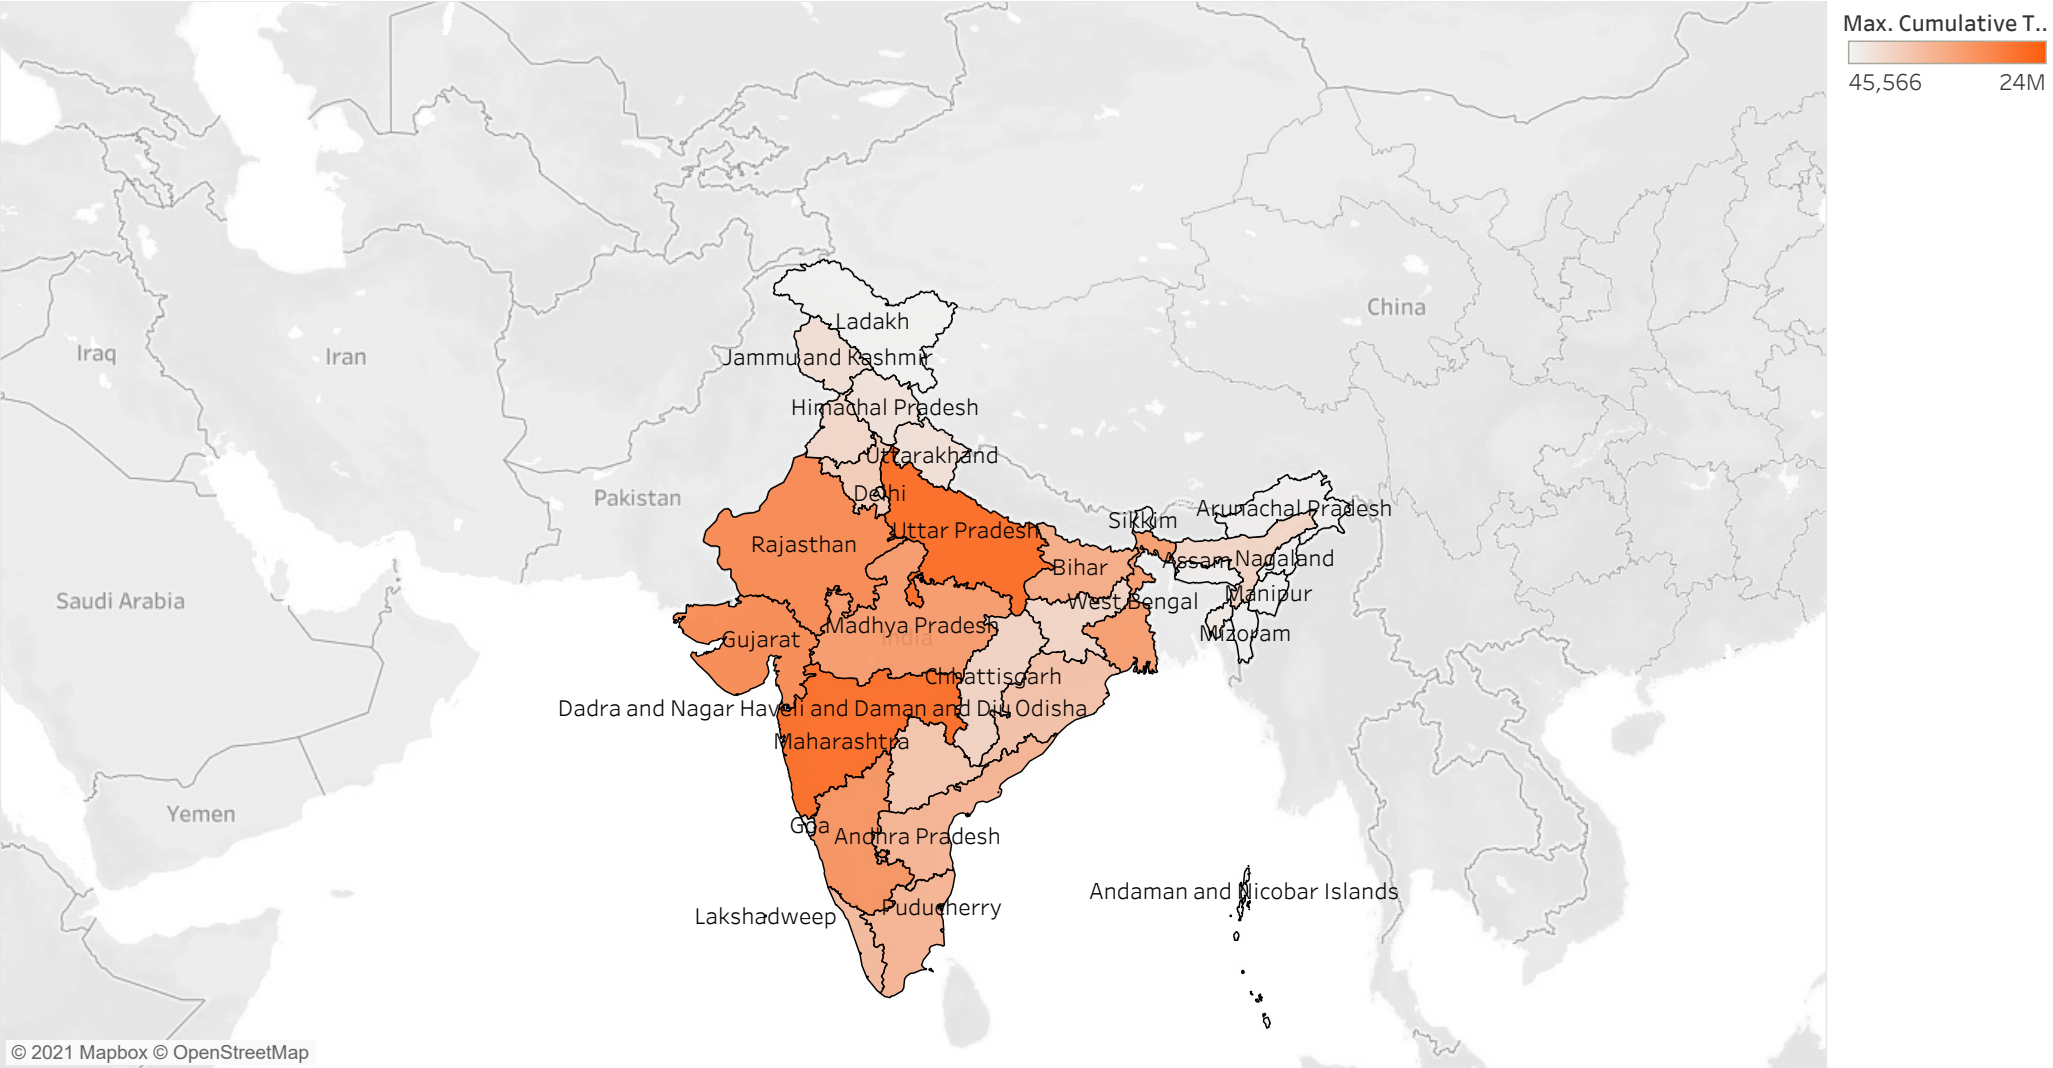 Max. Cumulative T..
45,566 24M
Ladakh
China
Iraq
Iran
Jammu and Kashmir
Himachal Pradesh
Uttarakhand
Pakistan
Delhi
Arunachal Pradesh
Sikkim
Uttar Pradesh
Rajasthan
Assam
Nagaland
Bihar
Manipur
Saudi Arabia
West Bengal
Madhya Pradesh
Mizoram
India
Gujarat
Chhattisgarh
Dadra and Nagar Haveli and Daman and Diu
Odisha
Maharashtra
Yemen
Goa
Andhra Pradesh
Andaman and Nicobar Islands
Puducherry
Lakshadweep
© 2021 Mapbox © OpenStreetMap